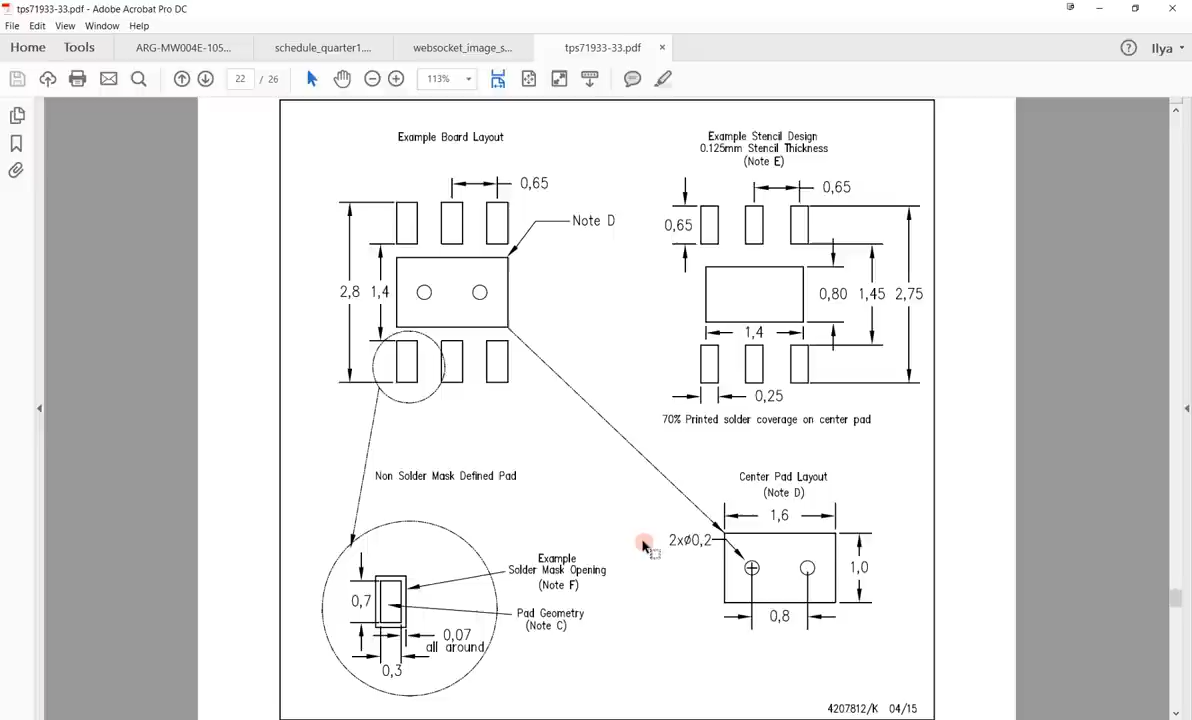 tps71933-33.pdf - Adobe Acrobat Pro DC
File Edit View Window Help
Home Tools ARG-MW004E-105... schedule_quarter1.... websocket_image_s... tps71933-33.pdf × Ilya
22 / 26 113%
Example Board Layout
Example Stencil Design
0.125mm Stencil Thickness
(Note E)
0,65
Note D
2,8
1,4
0,65
0,65
0,80
1,45
2,75
1,4
0,25
70% Printed solder coverage on center pad
Non Solder Mask Defined Pad
Center Pad Layout
(Note D)
1,6
2xø0,2
1,0
0,8
Example
Solder Mask Opening
(Note F)
0,7
Pad Geometry
(Note C)
0,07
all around
0,3
4207812/K 04/15